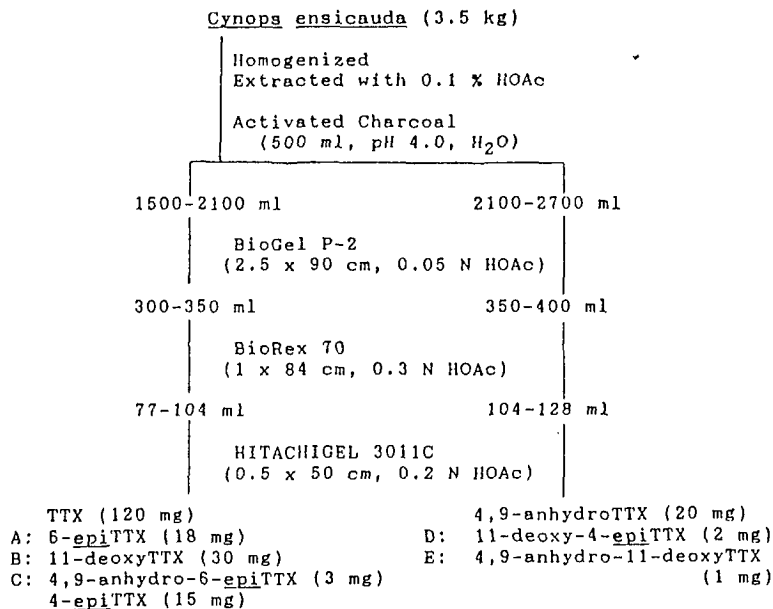 Cynops ensicauda (3.5 kg)
Homogenized
Extracted with 0.1 % HOAc
Activated Charcoal
(500 ml, pH 4.0, H₂O)
1500-2100 ml 2100-2700 ml
BioGel P-2
(2.5 x 90 cm, 0.05 N HOAc)
300-350 ml 350-400 ml
BioRex 70
(1 x 84 cm, 0.3 N HOAc)
77-104 ml 104-128 ml
HITACHIGEL 3011C
(0.5 x 50 cm, 0.2 N HOAc)
TTX (120 mg)
A: 6-epiTTX (18 mg)
B: 11-deoxyTTX (30 mg)
C: 4,9-anhydro-6-epiTTX (3 mg)
4-epiTTX (15 mg)
4,9-anhydroTTX (20 mg)
D: 11-deoxy-4-epiTTX (2 mg)
E: 4,9-anhydro-11-deoxyTTX
(1 mg)